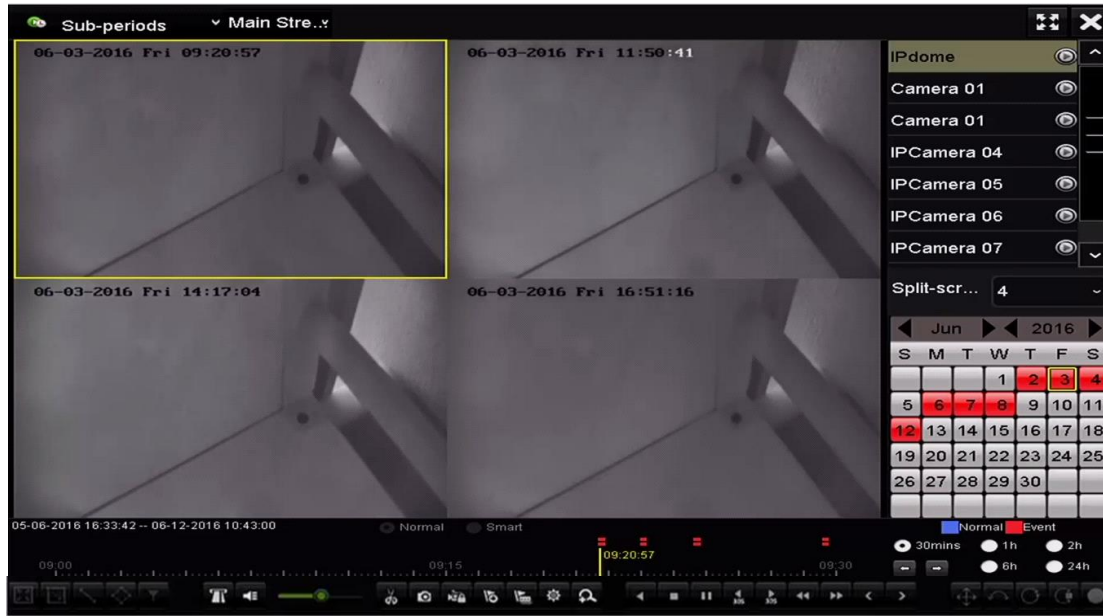 Sub-periods Main Stre...
06-03-2016 Fri 09:20:57
06-03-2016 Fri 11:50:41
06-03-2016 Fri 14:17:04
06-03-2016 Fri 16:51:16
IPdome
Camera 01
Camera 01
IPCamera 04
IPCamera 05
IPCamera 06
IPCamera 07
Split-scr... 4
Jun 2016
S M T W T F S
1 2 3 4
5 6 7 8 9 10 11
12 13 14 15 16 17 18
19 20 21 22 23 24 25
26 27 28 29 30
Normal Event
05-06-2016 16:33:42 -- 06-12-2016 10:43:00 Normal Smart
09:20:57
09:00 09:15 09:30
30mins 1h 2h
6h 24h